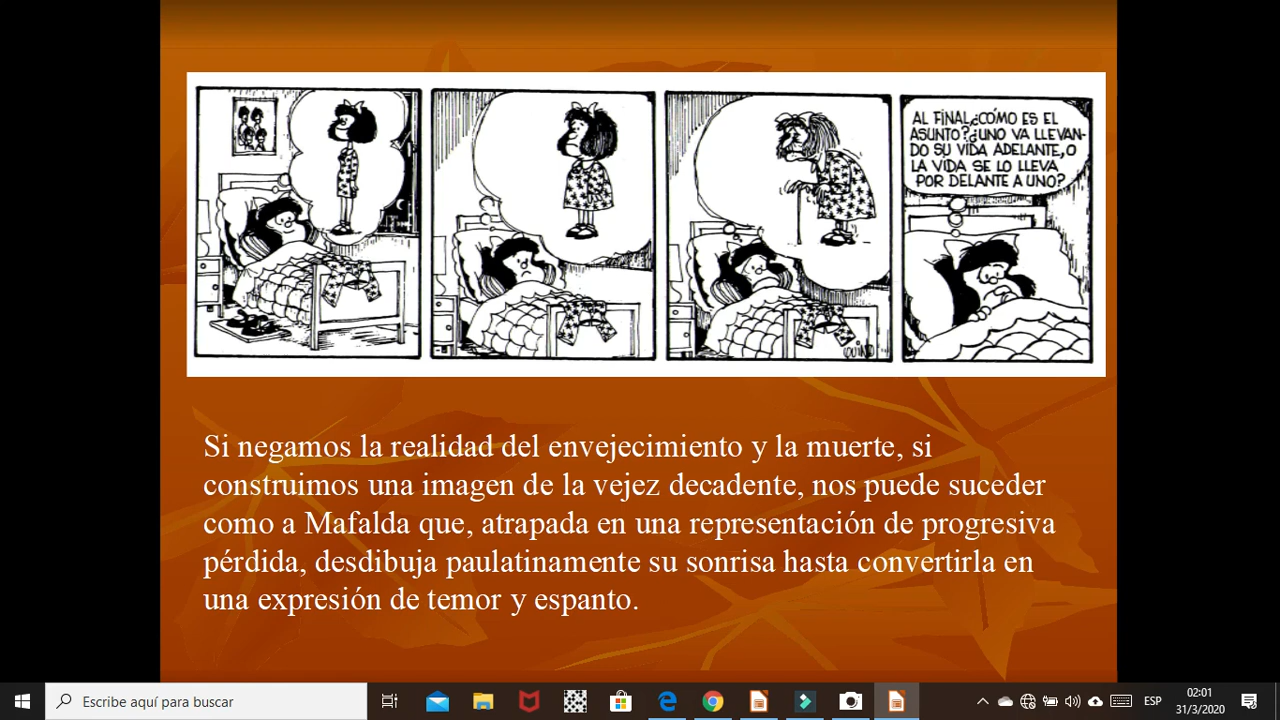 AL FINAL,¿CÓMO ES EL
ASUNTO?¿UNO VA LLEVAN-
DO SU VIDA ADELANTE, O
LA VIDA SE LO LLEVA
POR DELANTE A UNO?
QUINO
Si negamos la realidad del envejecimiento y la muerte, si
construimos una imagen de la vejez decadente, nos puede suceder
como a Mafalda que, atrapada en una representación de progresiva
pérdida, desdibuja paulatinamente su sonrisa hasta convertirla en
una expresión de temor y espanto.
Escribe aquí para buscar
ESP
02:01
31/3/2020